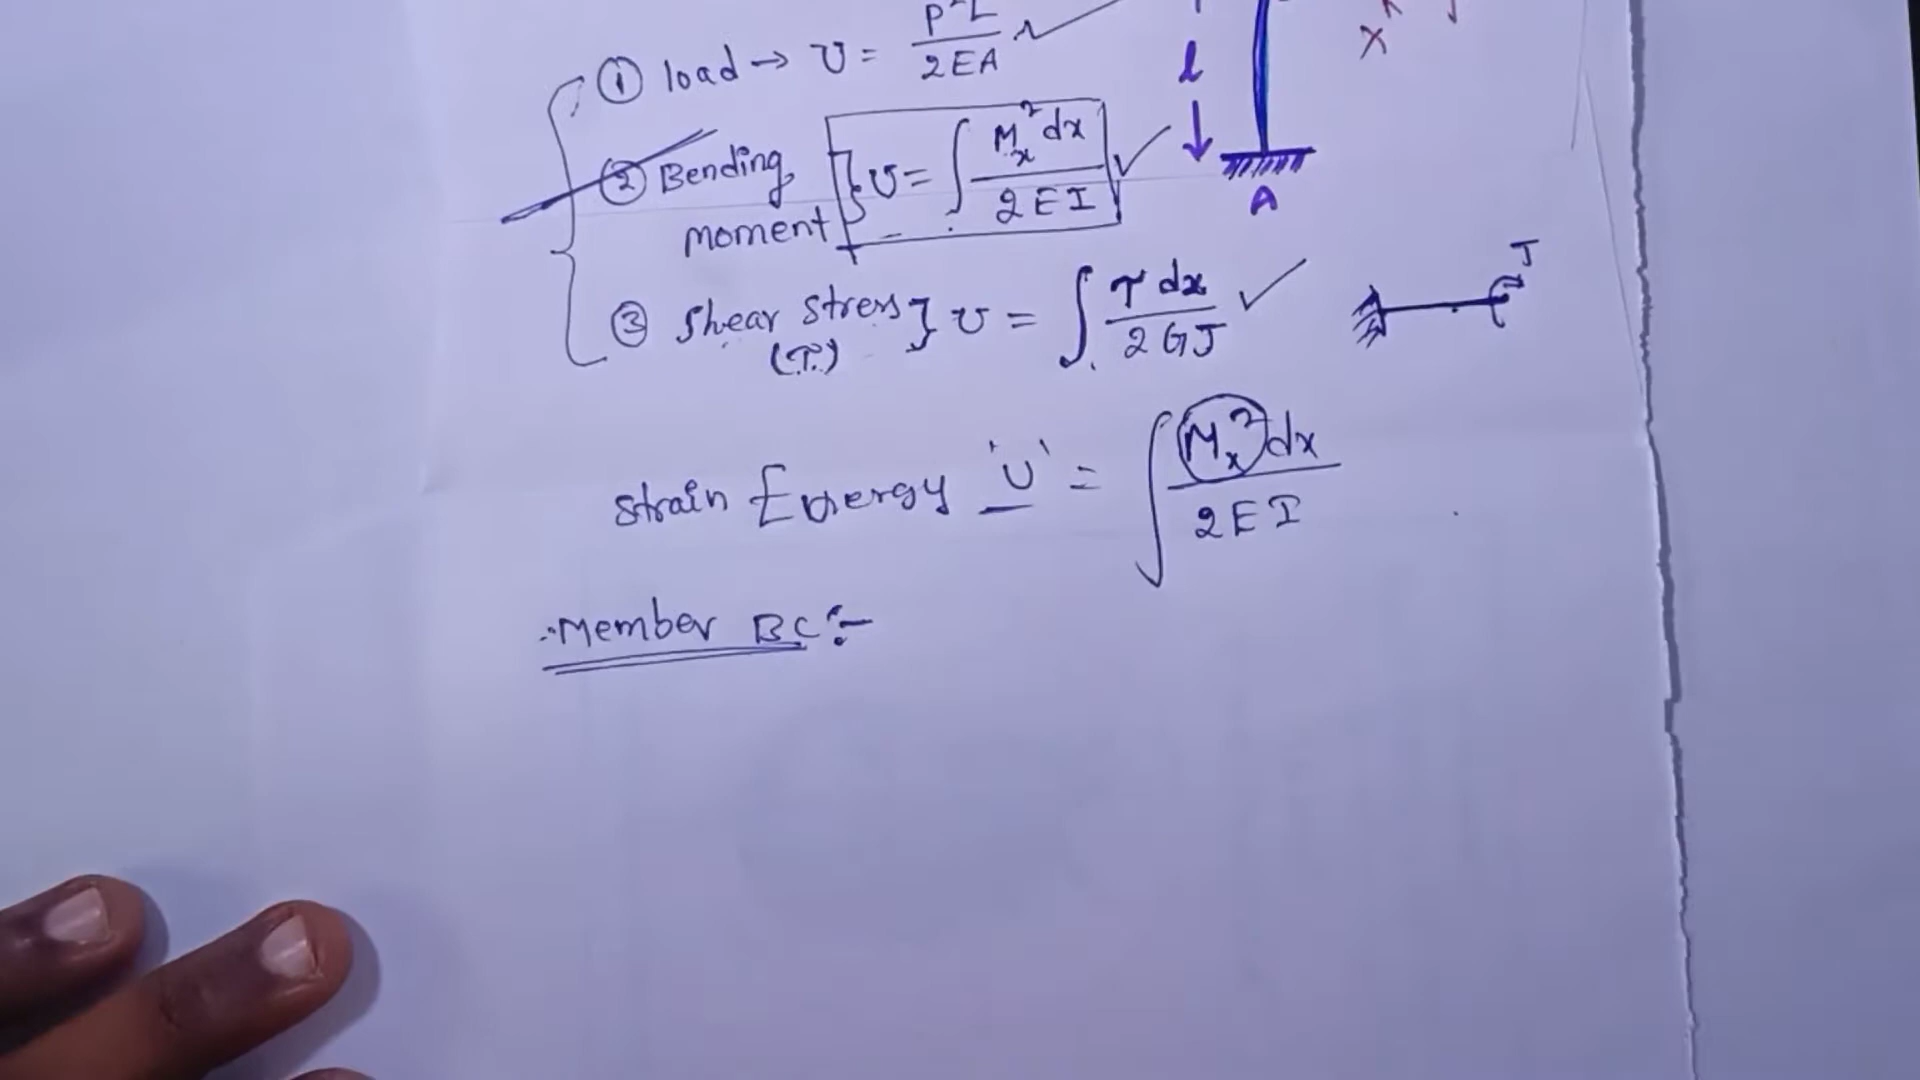 ① load → U = P²L / 2EA
② Bending moment } U = ∫ Mx² dx / 2EI
③ Shear stress (T) } U = ∫ T dx / 2GJ
l
A
x
J
Strain Energy 'U' = ∫ Mx² dx / 2EI
Member BC :-